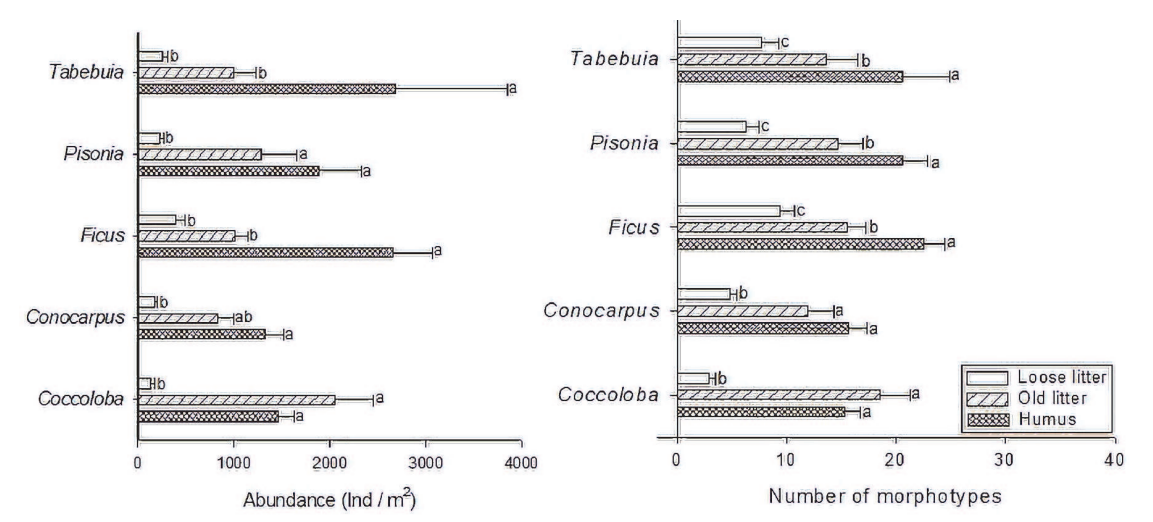 Tabebuia
b
b
a
Pisonia
b
a
a
Ficus
b
b
a
Conocarpus
b
ab
a
Coccoloba
b
a
a
0 1000 2000 3000 4000
Abundance (Ind / m²)
Tabebuia
c
b
a
Pisonia
c
b
a
Ficus
c
b
a
Conocarpus
b
a
a
Coccoloba
b
a
a
Loose litter
Old litter
Humus
0 10 20 30 40
Number of morphotypes